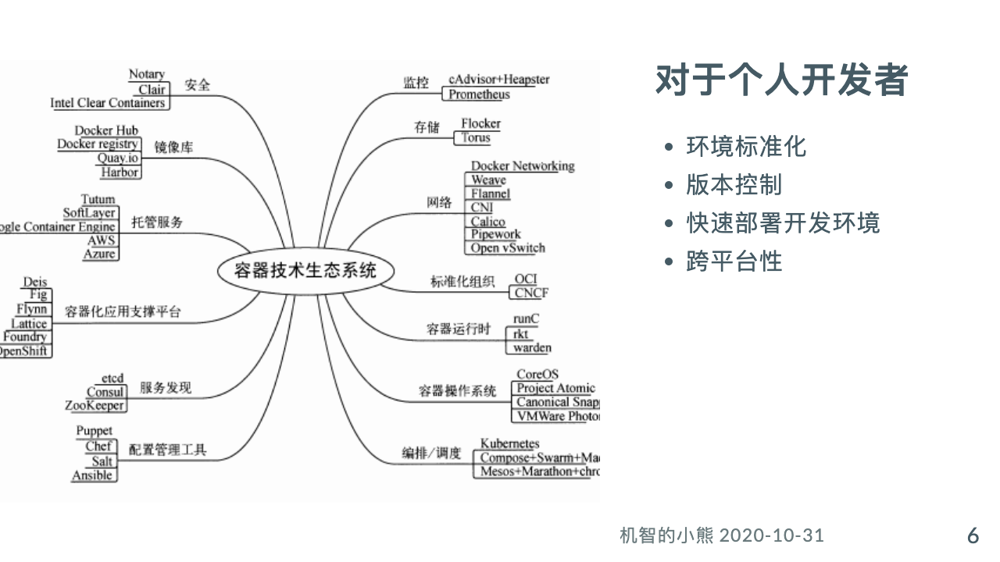 Notary
Clair
Intel Clear Containers
安全
Docker Hub
Docker registry
Quay.io
Harbor
镜像库
Tutum
SoftLayer
ogle Container Engine
AWS
Azure
托管服务
Deis
Fig
Flynn
Lattice
Foundry
OpenShift
容器化应用支撑平台
etcd
Consul
ZooKeeper
服务发现
Puppet
Chef
Salt
Ansible
配置管理工具
容器技术生态系统
监控
cAdvisor+Heapster
Prometheus
存储
Flocker
Torus
网络
Docker Networking
Weave
Flannel
CNI
Calico
Pipework
Open vSwitch
标准化组织
OCI
CNCF
容器运行时
runC
rkt
warden
容器操作系统
CoreOS
Project Atomic
Canonical Snap
VMWare Photo
编排/调度
Kubernetes
Compose+Swarm+Ma
Mesos+Marathon+chro
对于个人开发者
• 环境标准化
• 版本控制
• 快速部署开发环境
• 跨平台性
机智的小熊 2020-10-31
6